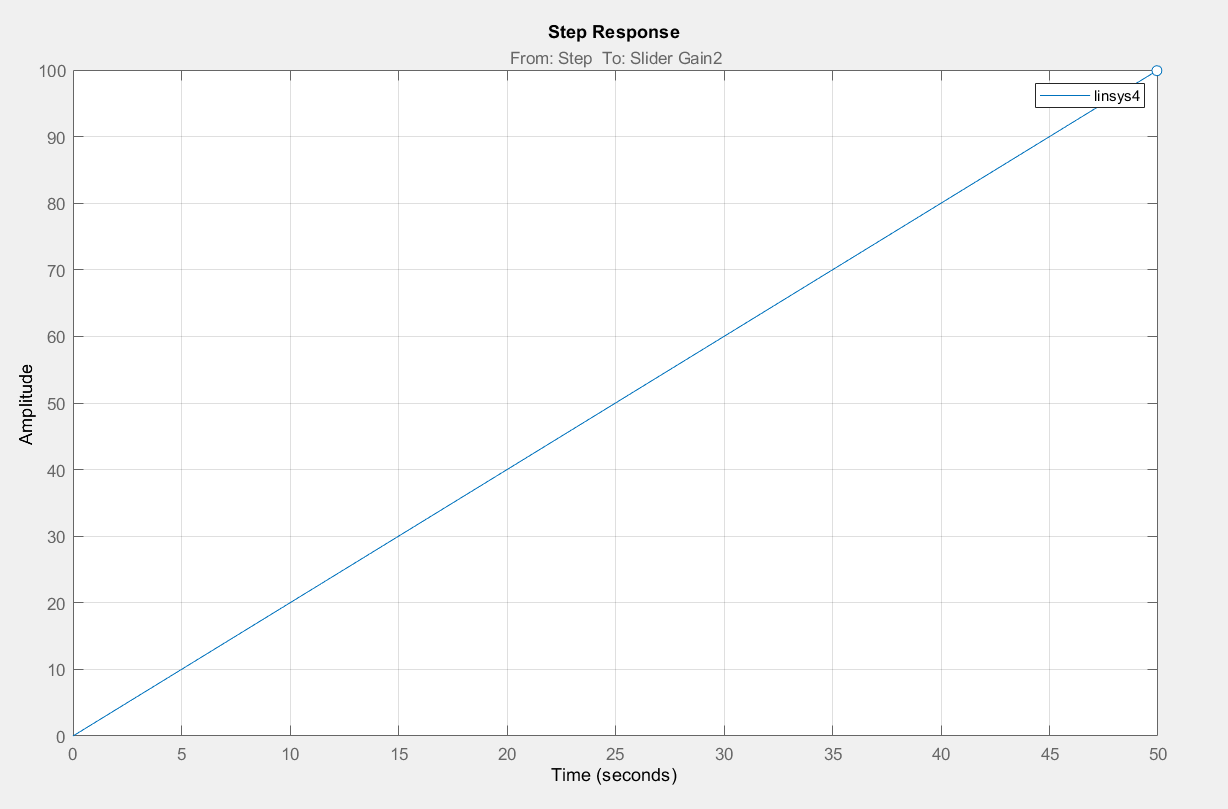 Step Response
From: Step  To: Slider Gain2
linsys4
Amplitude
100
90
80
70
60
50
40
30
20
10
0
0 5 10 15 20 25 30 35 40 45 50
Time (seconds)